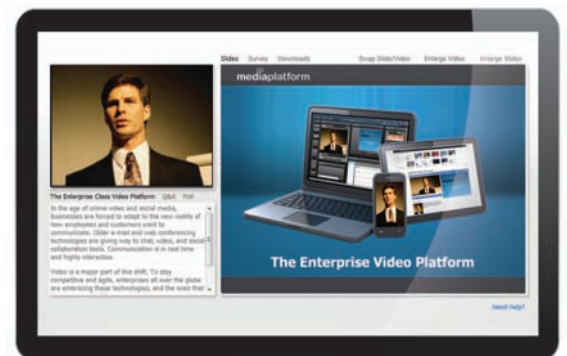 Slides Survey Downloads Swap Slide/Video Enlarge Video Enlarge Slides
mediaplatform
The Enterprise Class Video Platform Q&A Poll
In the age of online video and social media,
businesses are forced to adapt to the new reality of
how employees and customers want to
communicate. Older e-mail and web conferencing
technologies are giving way to chat, video, and social
collaboration tools. Communication is in real time
and highly interactive.
Video is a major part of this shift. To stay
competitive and agile, enterprises all over the globe
are embracing these technologies, and the ones that
The Enterprise Video Platform
Need Help?